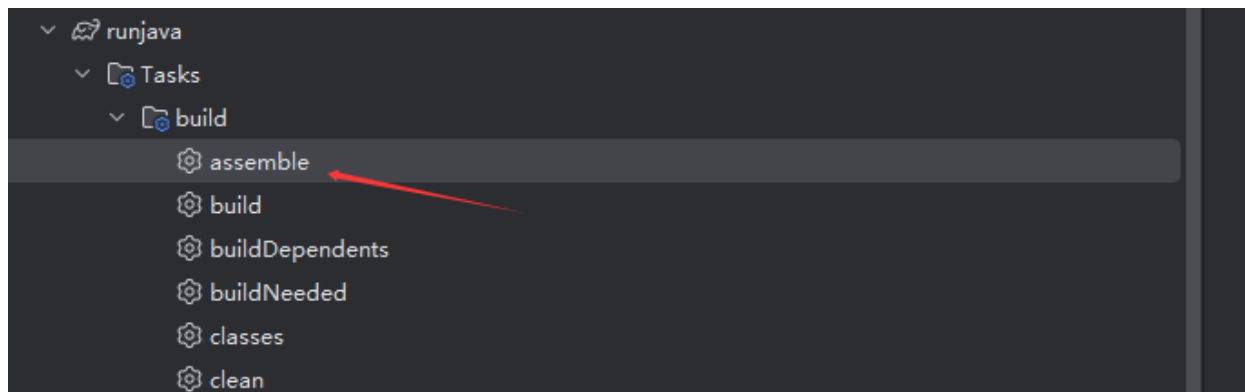 runjava
Tasks
build
assemble
build
buildDependents
buildNeeded
classes
clean